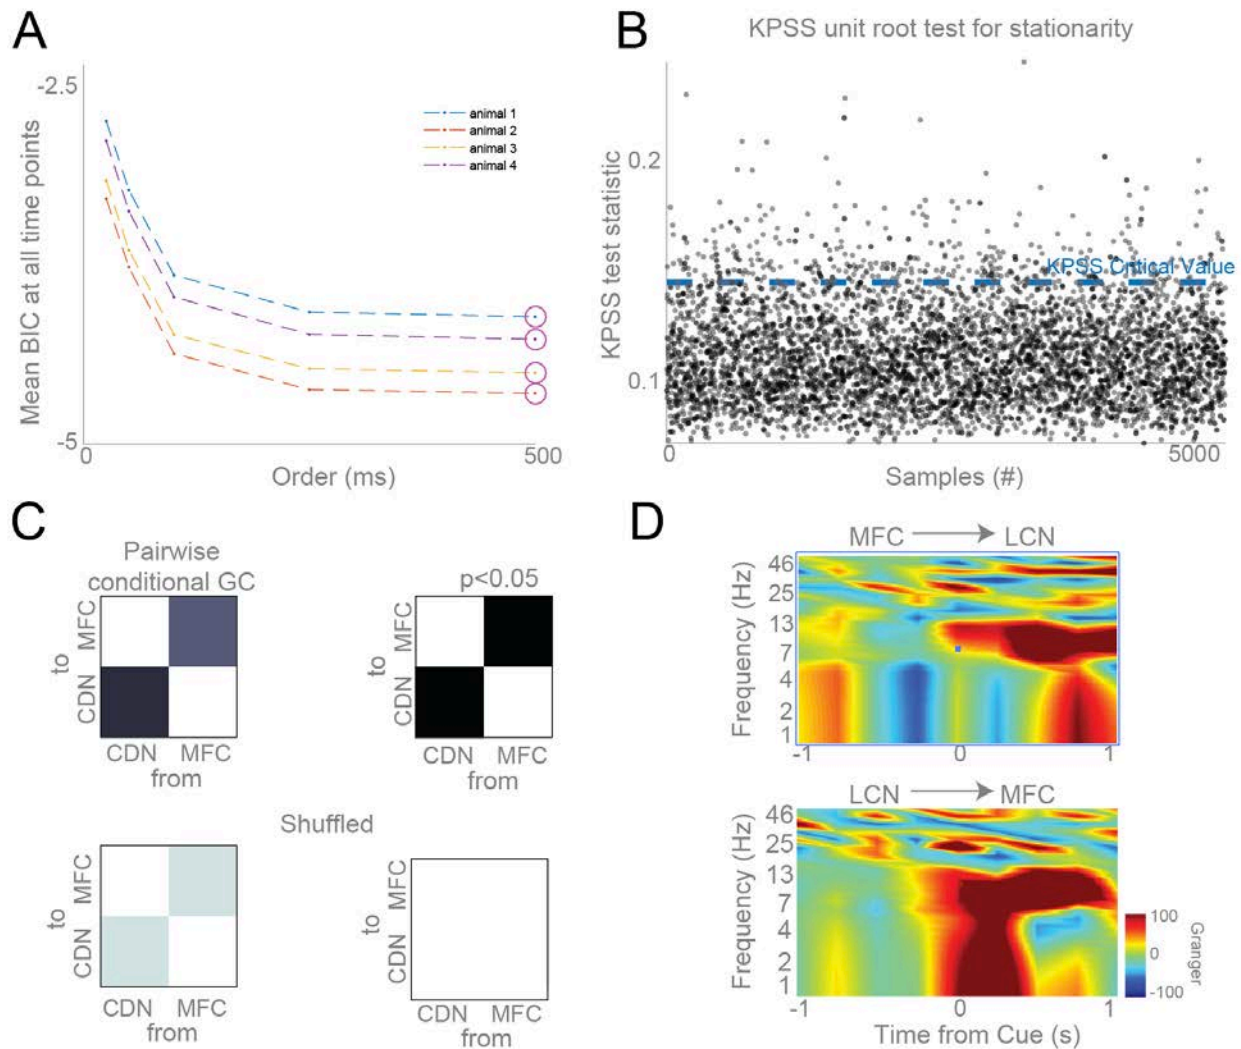 A
Mean BIC at all time points
-2.5
-5
0
500
Order (ms)
animal 1
animal 2
animal 3
animal 4
B
KPSS unit root test for stationarity
KPSS test statistic
0.2
0.1
KPSS Critical Value
0
5000
Samples (#)
C
Pairwise
conditional GC
to
MFC
CDN
CDN MFC
from
p<0.05
to
MFC
CDN
CDN MFC
from
Shuffled
to
MFC
CDN
CDN MFC
from
to
MFC
CDN
CDN MFC
from
D
MFC LCN
Frequency (Hz)
46
25
13
7
4
2
1
-1 0 1
LCN MFC
Frequency (Hz)
46
25
13
7
4
2
1
-1 0 1
Time from Cue (s)
100
0
-100
Granger